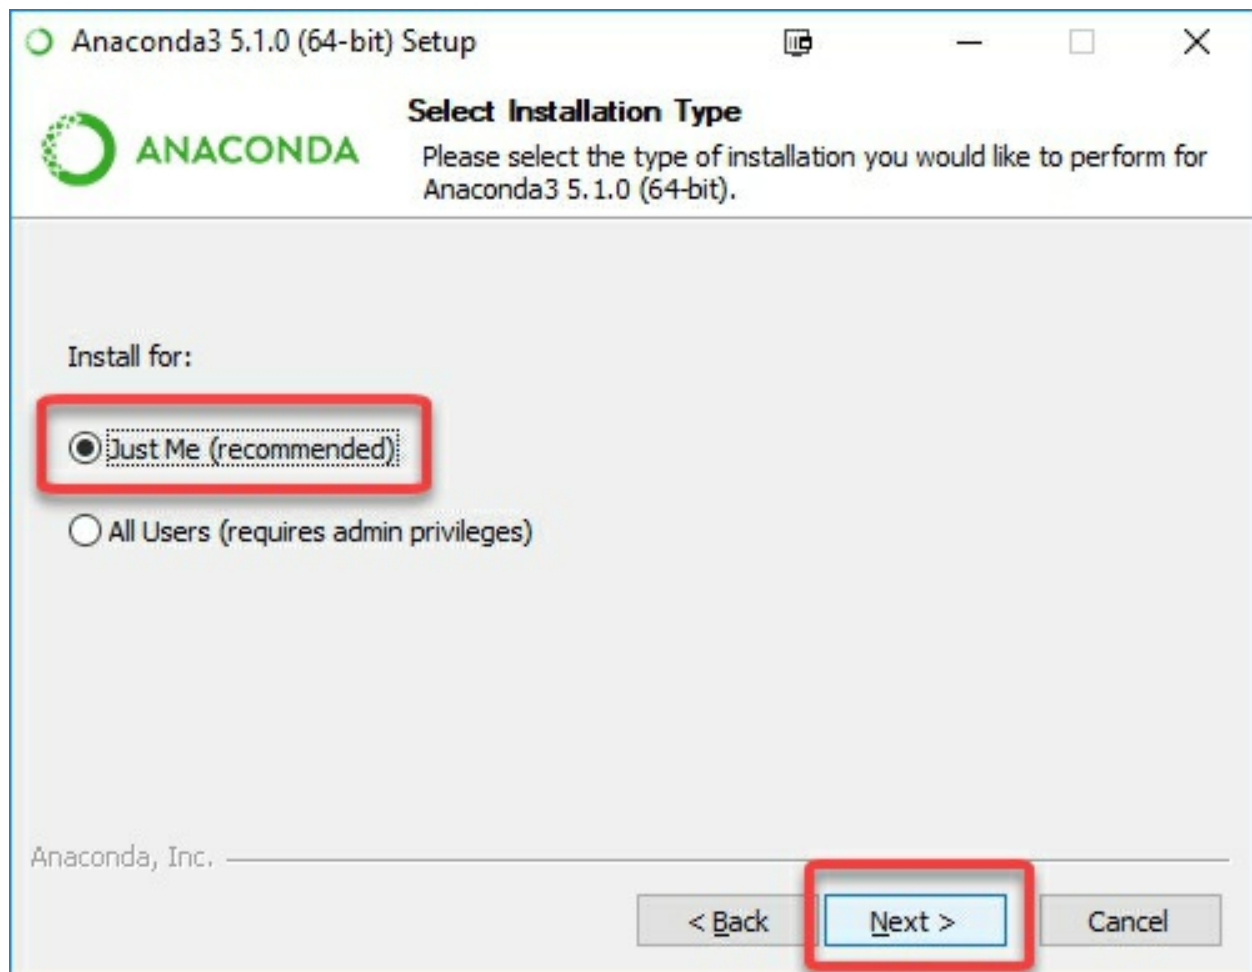 Anaconda3 5.1.0 (64-bit) Setup
ANACONDA
Select Installation Type
Please select the type of installation you would like to perform for
Anaconda3 5.1.0 (64-bit).
Install for:
Just Me (recommended)
All Users (requires admin privileges)
Anaconda, Inc.
< Back Next > Cancel